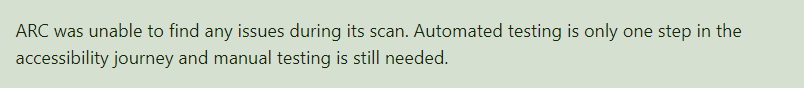 ARC was unable to find any issues during its scan. Automated testing is only one step in the
accessibility journey and manual testing is still needed.